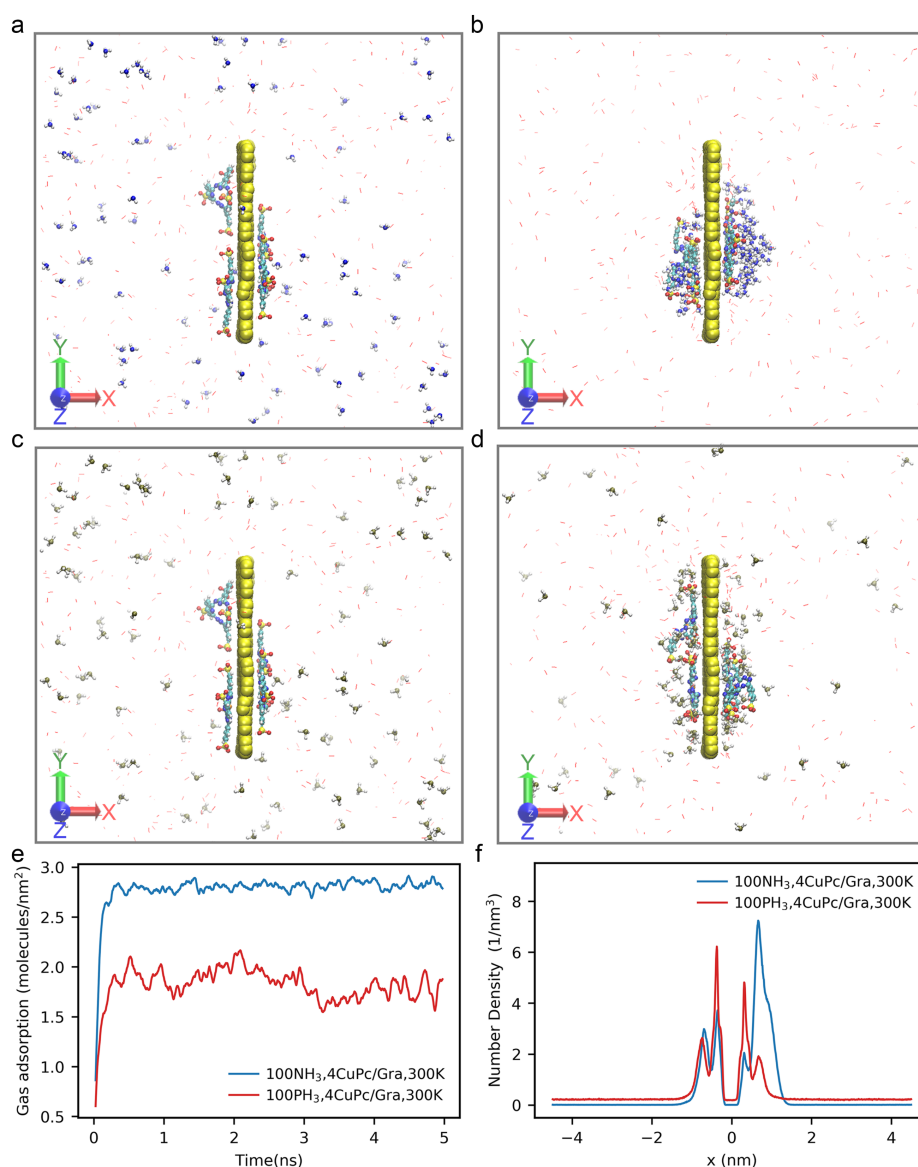 a
b
Y
Z
X
Z
Y
Z
X
Z
c
d
Y
Z
X
Z
Y
Z
X
Z
e
f
3.0
2.5
2.0
1.5
1.0
0.5
Gas adsorption (molecules/nm²)
100NH₃,4CuPc/Gra,300K
100PH₃,4CuPc/Gra,300K
0 1 2 3 4 5
Time(ns)
8
6
4
2
0
Number Density (1/nm³)
100NH₃,4CuPc/Gra,300K
100PH₃,4CuPc/Gra,300K
−4 −2 0 2 4
x (nm)